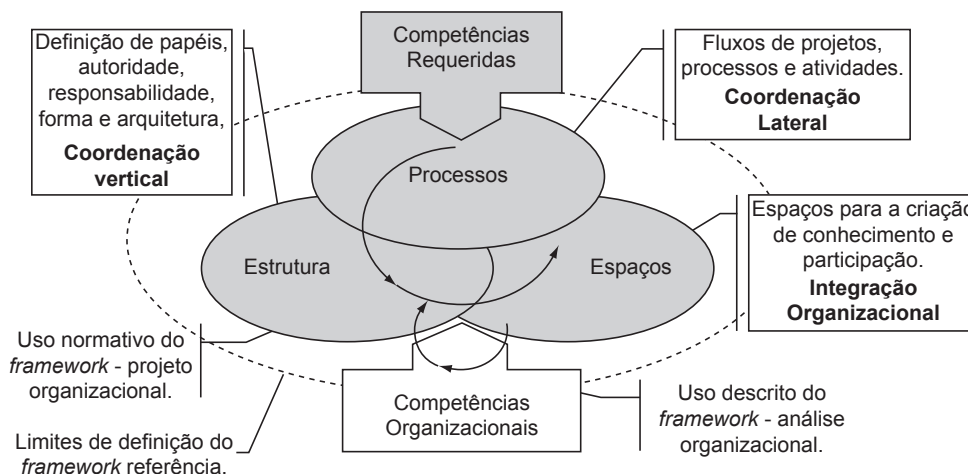 Definição de papéis,
autoridade,
responsabilidade,
forma e arquitetura,
Coordenação
vertical
Competências
Requeridas
Fluxos de projetos,
processos e atividades.
Coordenação
Lateral
Processos
Estrutura
Espaços
Espaços para a criação
de conhecimento e
participação.
Integração
Organizacional
Uso normativo do
framework - projeto
organizacional.
Limites de definição do
framework referência.
Competências
Organizacionais
Uso descrito do
framework - análise
organizacional.